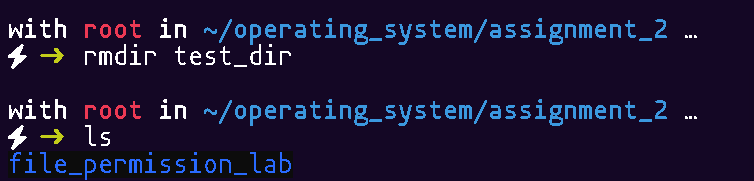 with root in ~/operating_system/assignment_2 …
⚡ ➜ rmdir test_dir
with root in ~/operating_system/assignment_2 …
⚡ ➜ ls
file_permission_lab